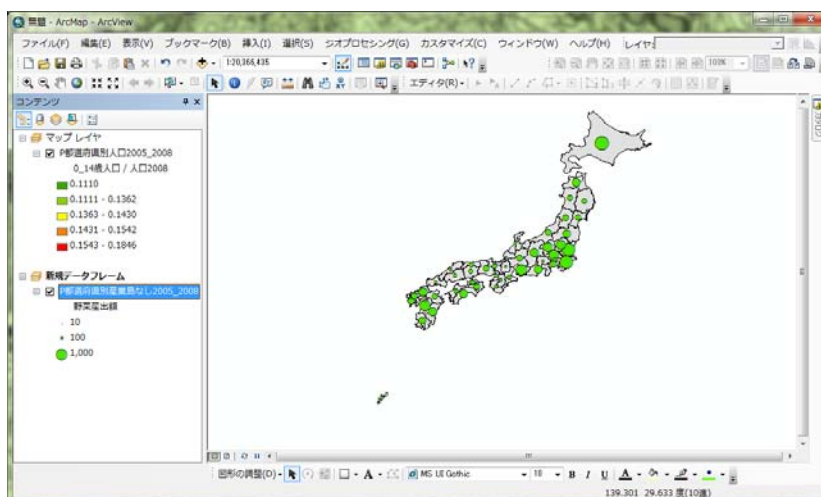 無題 - ArcMap - ArcView
ファイル(F) 編集(E) 表示(V) ブックマーク(B) 挿入(I) 選択(S) ジオプロセシング(G) カスタマイズ(C) ウィンドウ(W) ヘルプ(H) レイヤ:
1:20,366,435
100%
エディタ(R)
コンテンツ
マップ レイヤ
P都道府県別人口2005_2008
0_14歳人口 / 人口2008
0.1110
0.1111 - 0.1362
0.1363 - 0.1430
0.1431 - 0.1542
0.1543 - 0.1846
新規データフレーム
P都道府県別産業島なし2005_2008
野菜産出額
10
100
1,000
カタログ
図形の調整(D)
MS UI Gothic
10
B I U A
139.301 29.633 度(10進)